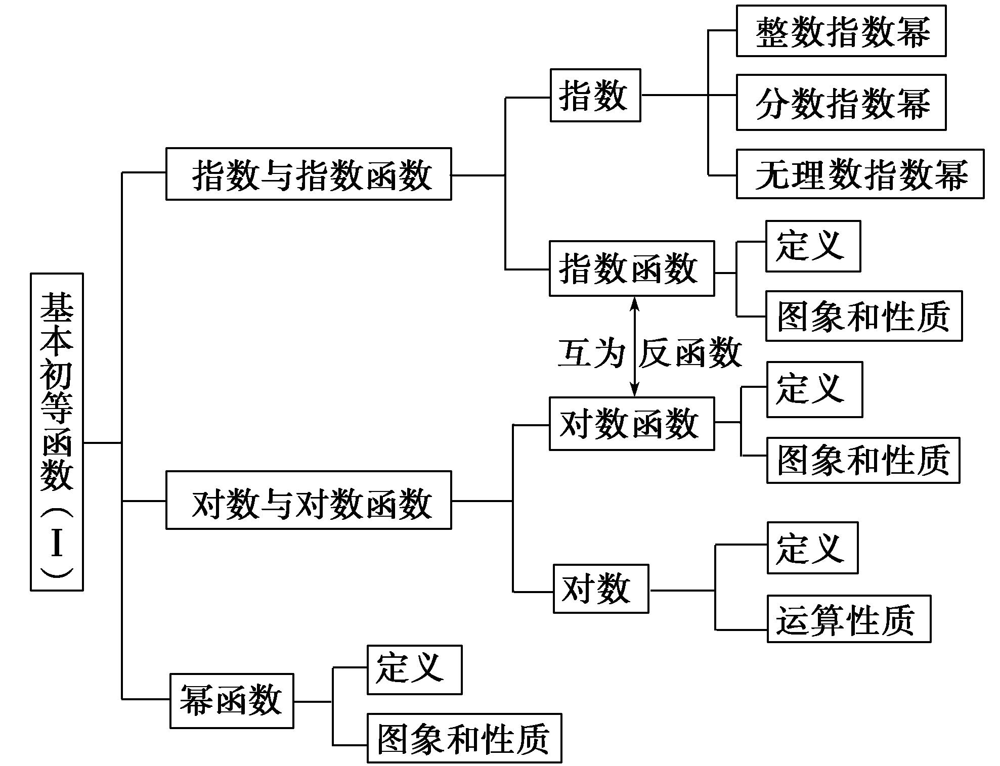 整数指数幂
指数
分数指数幂
指数与指数函数
无理数指数幂
定义
指数函数
图象和性质
基本初等函数（Ⅰ）
互为反函数
定义
对数函数
图象和性质
对数与对数函数
定义
对数
运算性质
定义
幂函数
图象和性质